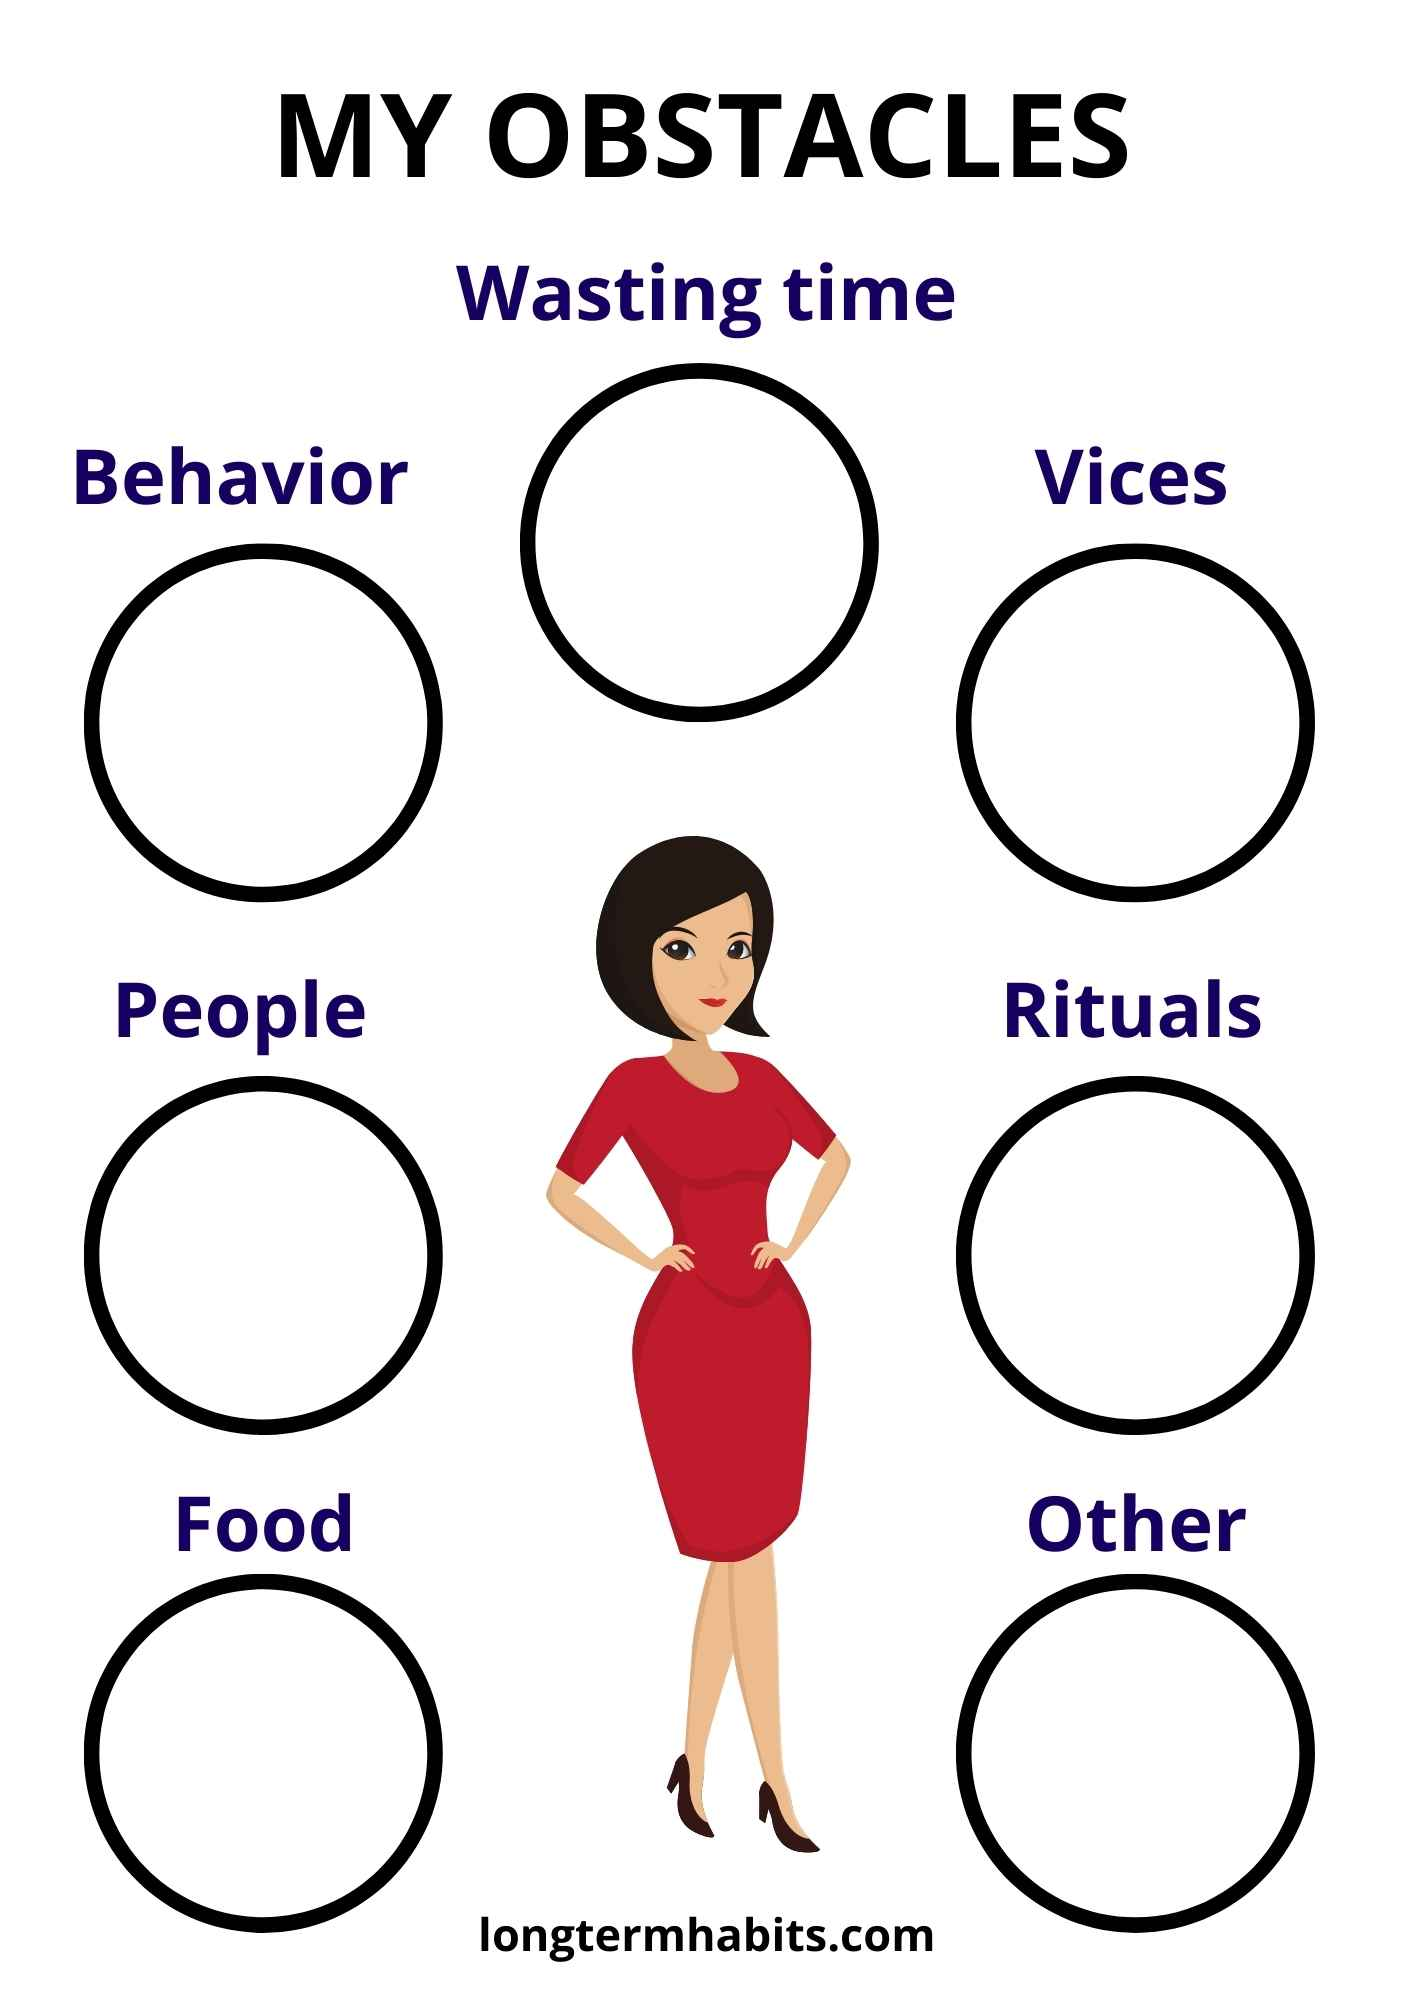 MY OBSTACLES
Wasting time
Behavior
Vices
People
Rituals
Food
Other
longtermhabits.com